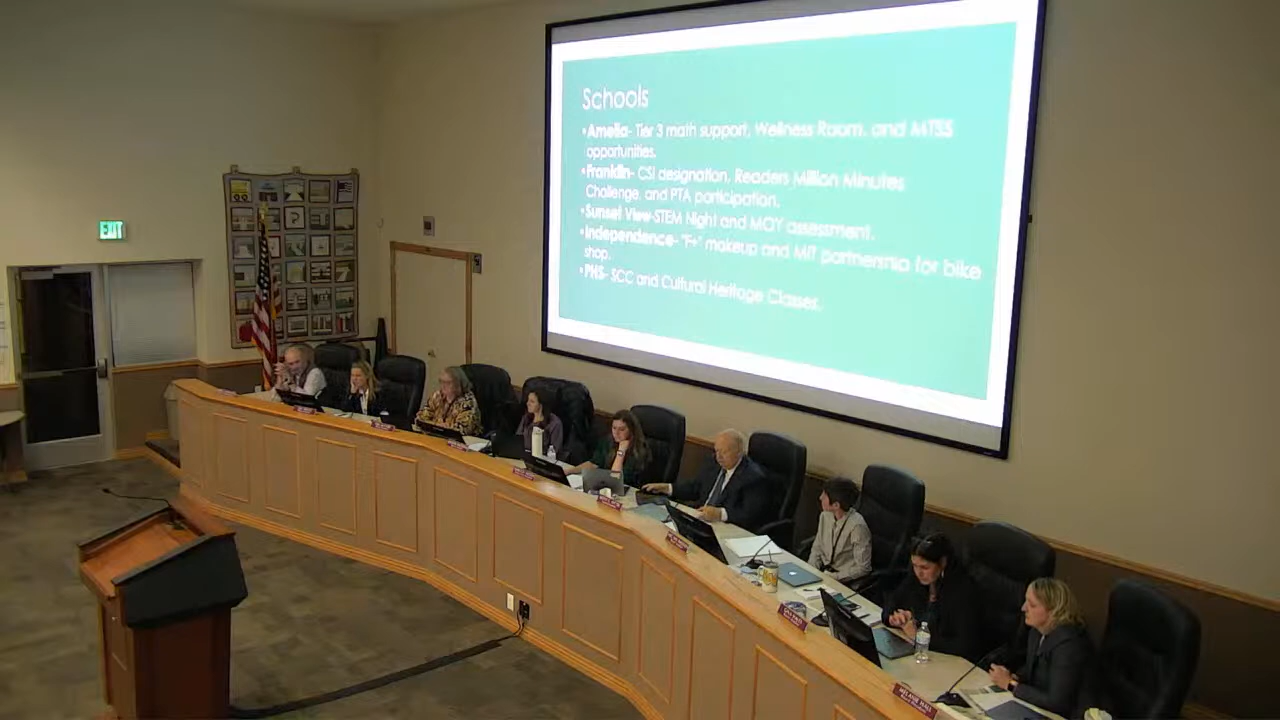 Schools
•Amelia- Tier 3 math support, Wellness Room, and MTSS
opportunities.
•Franklin- CSI designation, Readers Million Minutes
Challenge, and PTA participation.
•Sunset View-STEM Night and MOY assessment.
•Independence- "F+" makeup and MIT partnership for bike
shop.
•PHS- SCC and Cultural Heritage Classes.
EXIT
MELANIE HALL